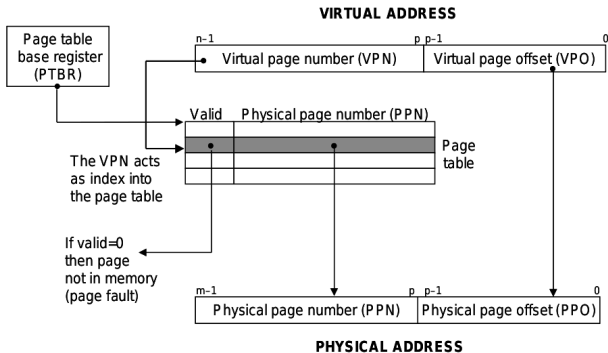 VIRTUAL ADDRESS
Page table
base register
(PTBR)
n-1
p p-1
0
Virtual page number (VPN)
Virtual page offset (VPO)
Valid
Physical page number (PPN)
Page
table
The VPN acts
as index into
the page table
If valid=0
then page
not in memory
(page fault)
m-1
p p-1
0
Physical page number (PPN)
Physical page offset (PPO)
PHYSICAL ADDRESS